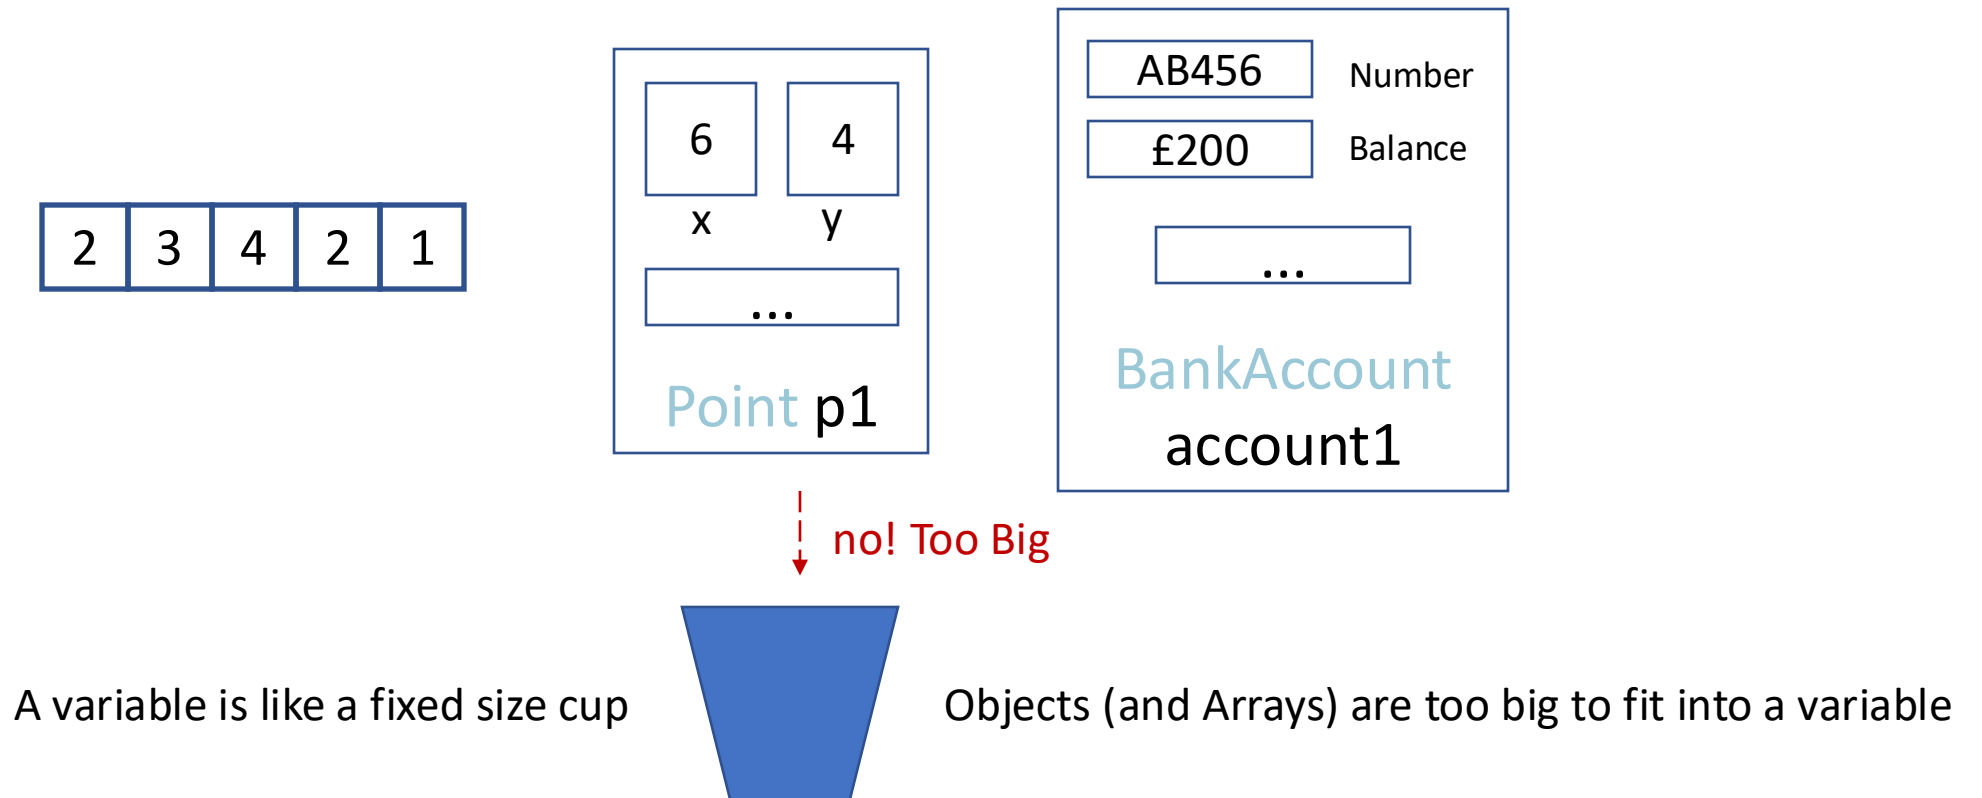 2 3 4 2 1
6 4
x y
...
Point p1
AB456 Number
£200 Balance
...
BankAccount
account1
no! Too Big
A variable is like a fixed size cup
Objects (and Arrays) are too big to fit into a variable